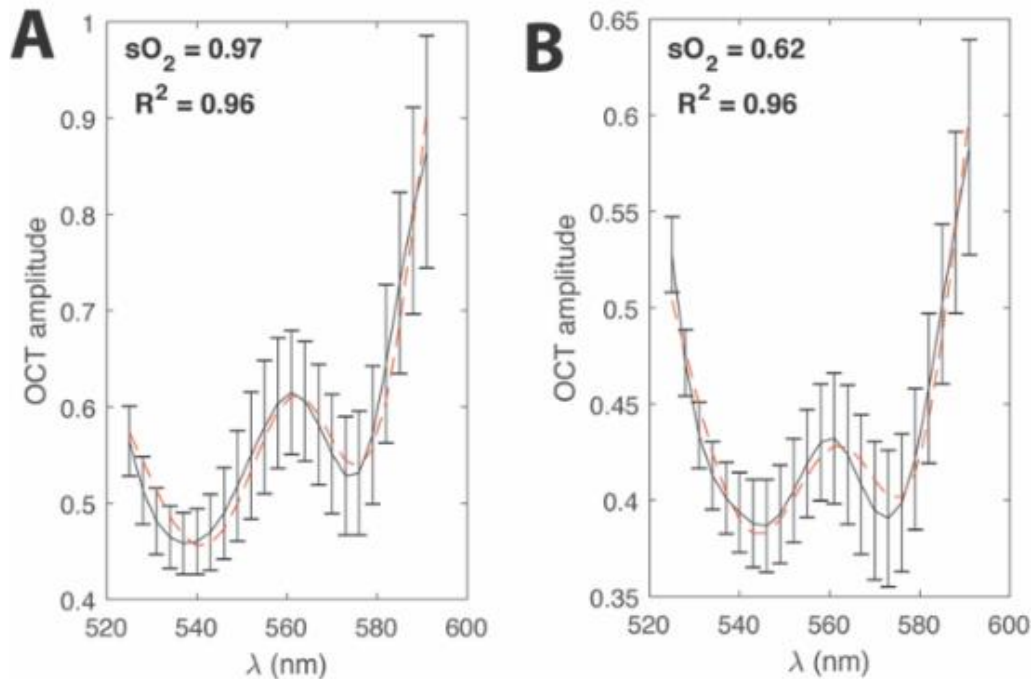 A
sO2 = 0.97
R2 = 0.96
OCT amplitude
1
0.9
0.8
0.7
0.6
0.5
0.4
520
540
560
580
600
λ (nm)
B
sO2 = 0.62
R2 = 0.96
OCT amplitude
0.65
0.6
0.55
0.5
0.45
0.4
0.35
520
540
560
580
600
λ (nm)